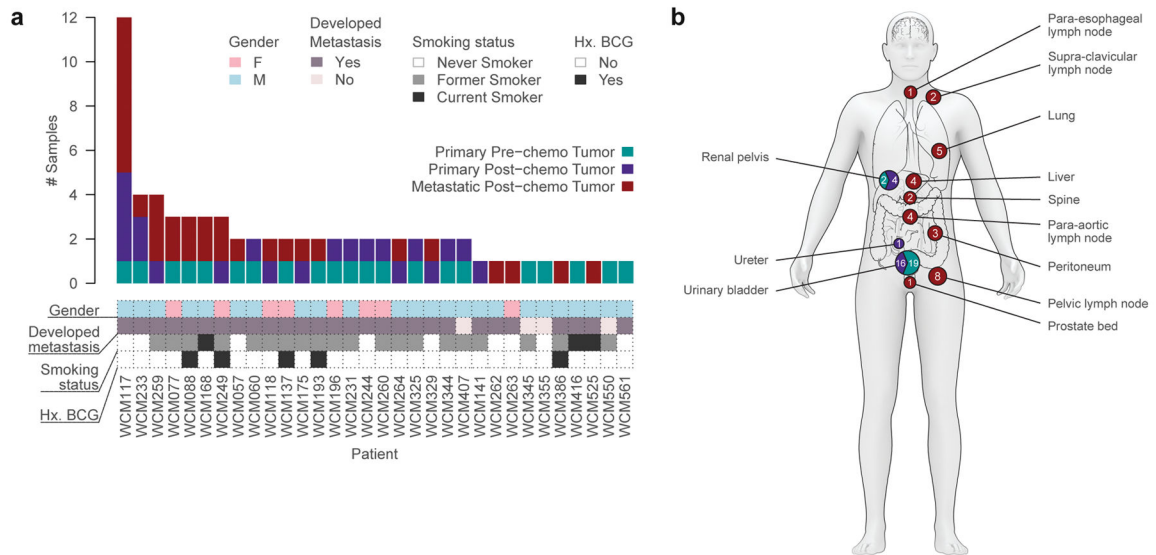 a
# Samples
12
10
8
6
4
2
0
Gender
F
M
Developed
Metastasis
Yes
No
Smoking status
Never Smoker
Former Smoker
Current Smoker
Hx. BCG
No
Yes
Primary Pre-chemo Tumor
Primary Post-chemo Tumor
Metastatic Post-chemo Tumor
Gender
Developed
metastasis
Smoking
status
Hx. BCG
WCM117
WCM233
WCM259
WCM077
WCM088
WCM168
WCM249
WCM057
WCM060
WCM118
WCM137
WCM175
WCM193
WCM196
WCM231
WCM244
WCM260
WCM264
WCM325
WCM329
WCM344
WCM407
WCM141
WCM262
WCM263
WCM345
WCM355
WCM386
WCM416
WCM525
WCM550
WCM561
Patient
b
Para-esophageal
lymph node
Supra-clavicular
lymph node
Lung
Liver
Spine
Para-aortic
lymph node
Peritoneum
Pelvic lymph node
Prostate bed
Renal pelvis
Ureter
Urinary bladder
1
2
5
2 4
4
2
4
3
1
16 19
8
1